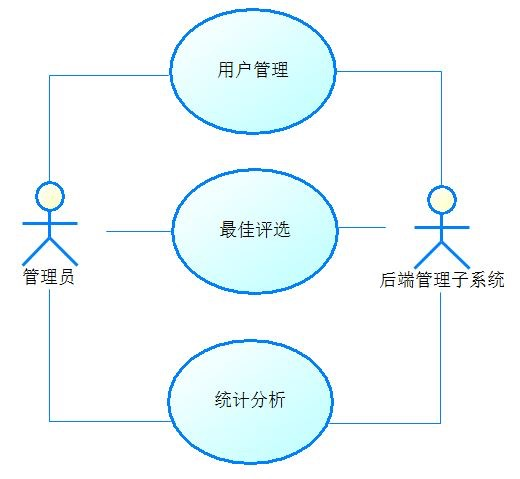 用户管理
最佳评选
管理员
后端管理子系统
统计分析